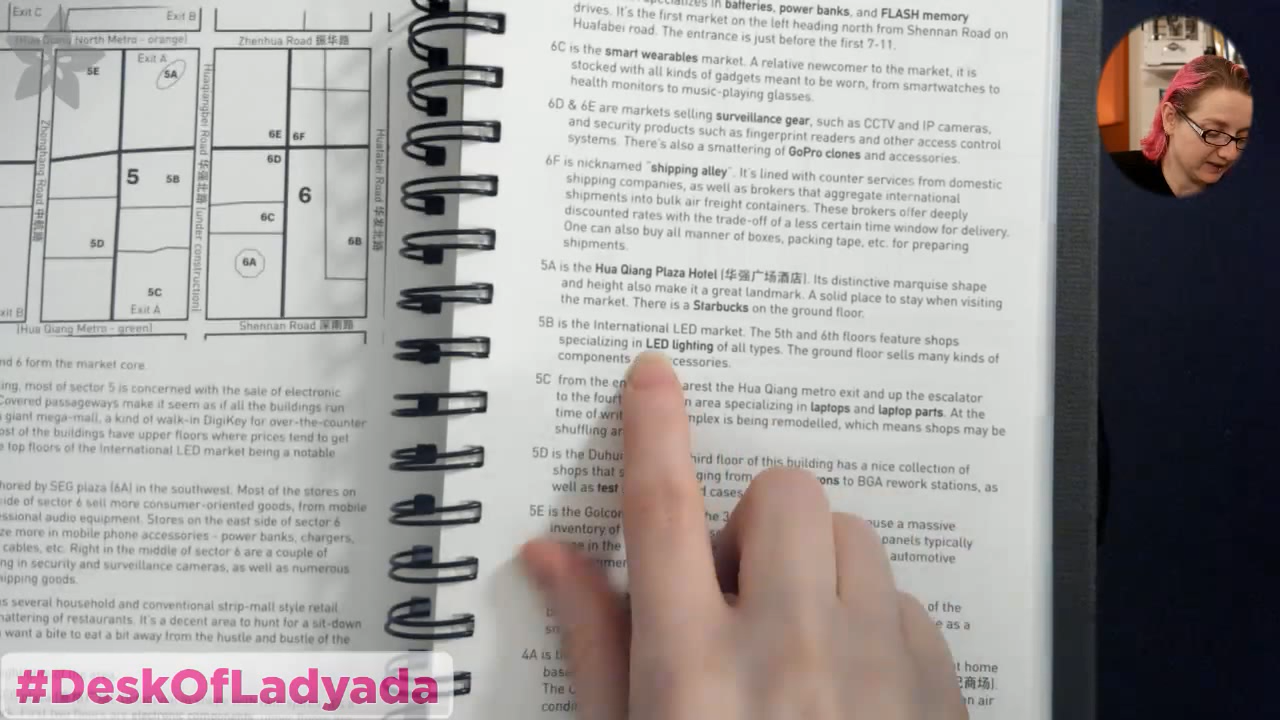 Exit C
Exit B
[Hua Qiang North Metro - orange]
Zhenhua Road 振华路
5E
Exit A
5A
6E
6F
6D
5
5B
6
6C
6B
5D
6A
5C
Exit A
xit B
[Hua Qiang Metro - green]
Shennan Road 深南路
Zhonghang Road 中航路
Huaqiangbei Road 华强北路 [under construction]
Huafabei Road 华发北路
nd 6 form the market core.
ing, most of sector 5 is concerned with the sale of electronic
Covered passageways make it seem as if all the buildings run
giant mega-mall, a kind of walk-in DigiKey for over-the-counter
ost of the buildings have upper floors where prices tend to get
e top floors of the International LED market being a notable
hored by SEG plaza (6A) in the southwest. Most of the stores on
ide of sector 6 sell more consumer-oriented goods, from mobile
essional audio equipment. Stores on the east side of sector 6
ze more in mobile phone accessories - power banks, chargers,
cables, etc. Right in the middle of sector 6 are a couple of
ng in security and surveillance cameras, as well as numerous
hipping goods.
s several household and conventional strip-mall style retail
mattering of restaurants. It's a decent area to hunt for a sit-down
want a bite to eat a bit away from the hustle and bustle of the
specializes in batteries, power banks, and FLASH memory
drives. It's the first market on the left heading north from Shennan Road on
Huafabei road. The entrance is just before the first 7-11.
6C is the smart wearables market. A relative newcomer to the market, it is
stocked with all kinds of gadgets meant to be worn, from smartwatches to
health monitors to music-playing glasses.
6D & 6E are markets selling surveillance gear, such as CCTV and IP cameras,
and security products such as fingerprint readers and other access control
systems. There's also a smattering of GoPro clones and accessories.
6F is nicknamed "shipping alley". It's lined with counter services from domestic
shipping companies, as well as brokers that aggregate international
shipments into bulk air freight containers. These brokers offer deeply
discounted rates with the trade-off of a less certain time window for delivery.
One can also buy all manner of boxes, packing tape, etc. for preparing
shipments.
5A is the Hua Qiang Plaza Hotel [华强广场酒店]. Its distinctive marquise shape
and height also make it a great landmark. A solid place to stay when visiting
the market. There is a Starbucks on the ground floor.
5B is the International LED market. The 5th and 6th floors feature shops
specializing in LED lighting of all types. The ground floor sells many kinds of
components accessories.
5C from the en arest the Hua Qiang metro exit and up the escalator
to the four n area specializing in laptops and laptop parts. At the
time of wri mplex is being remodelled, which means shops may be
shuffling ar
5D is the Duhui hird floor of this building has a nice collection of
shops that s ging from ons to BGA rework stations, as
well as test d cases
5E is the Golco he 3 ouse a massive
inventory of panels typically
in the automotive
of the
e as a
4A is t home
base 商场].
The n air
condi
#DeskOfLadyada